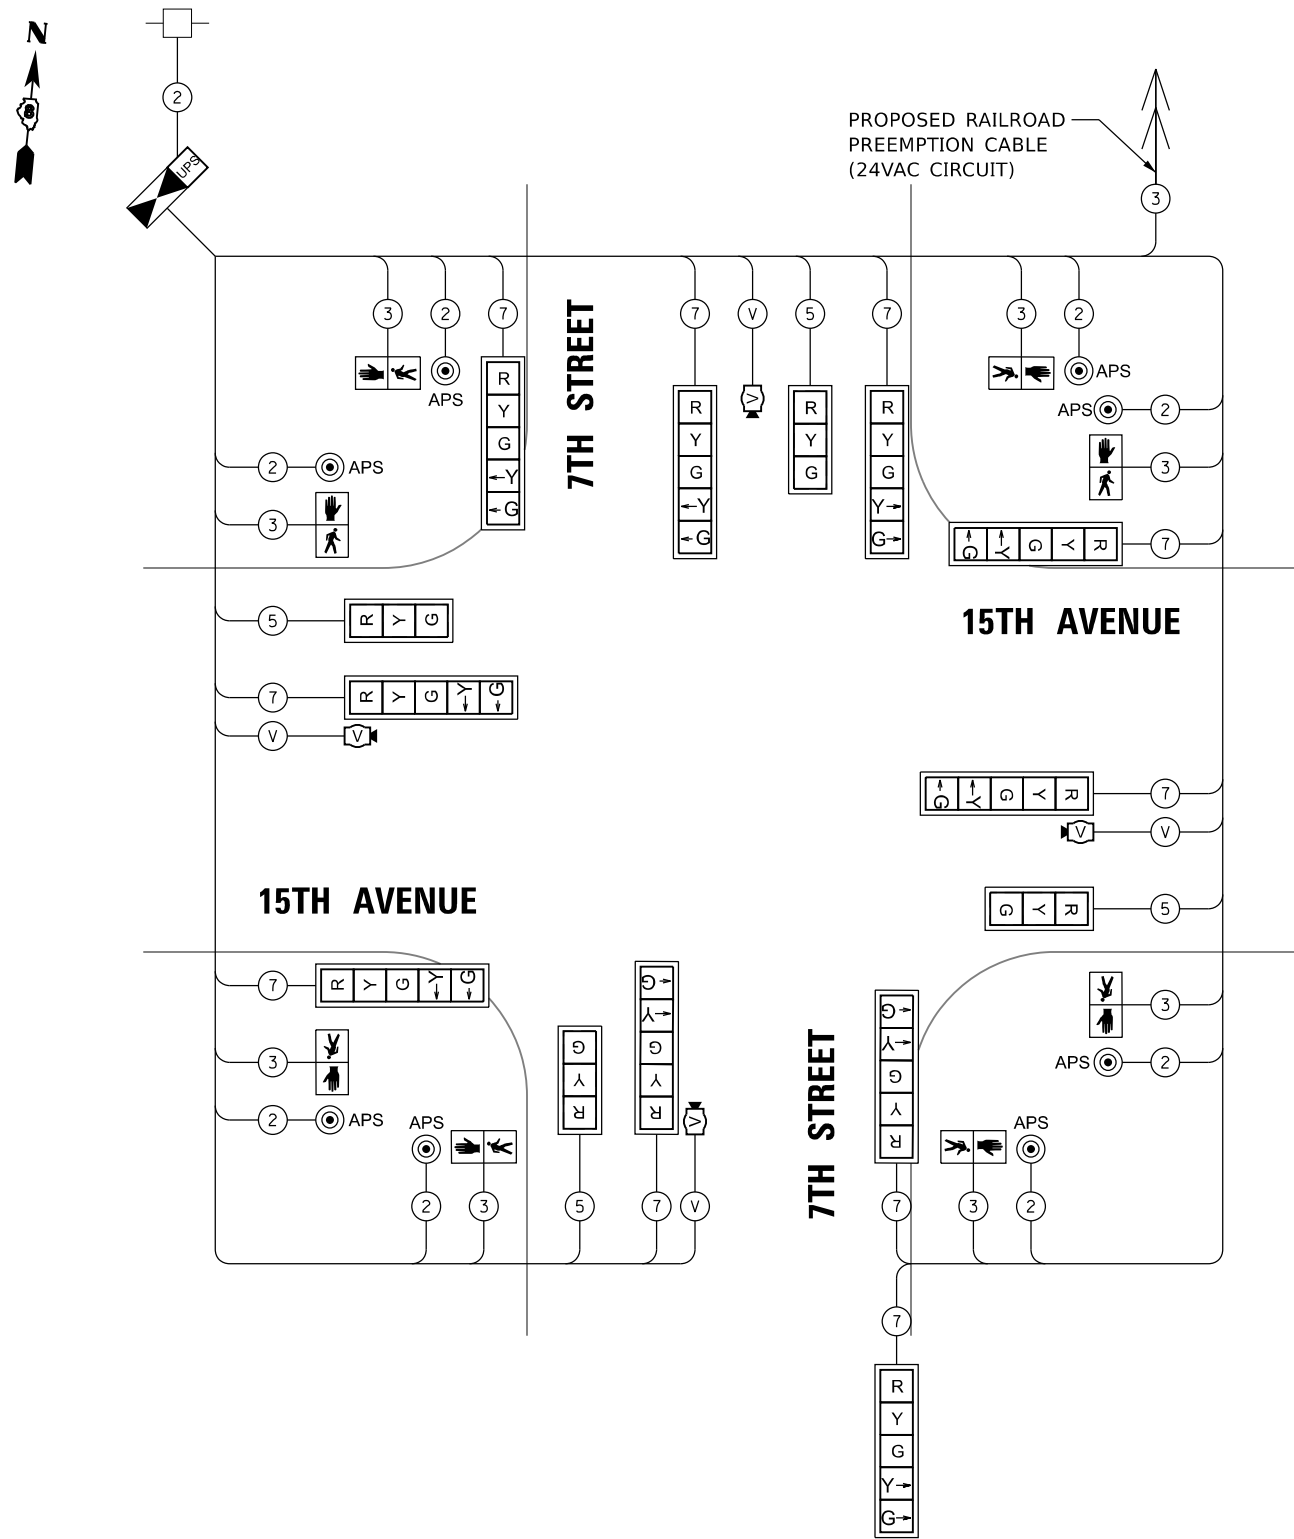 N
8
2
UPS
PROPOSED RAILROAD
PREEMPTION CABLE
(24VAC CIRCUIT)
3
3
2
7
7
V
5
7
3
2
APS
R
Y
G
←Y
←G
7TH STREET
R
Y
G
←Y
←G
V
R
Y
G
R
Y
G
Y→
G→
APS
APS
2
3
2
APS
3
G Y G Y R
7
5
R Y G
15TH AVENUE
7
R Y G Y G
V
V
G Y G Y R
7
V
V
15TH AVENUE
G Y R
5
7
R Y G Y G
3
2
APS
APS
2
3
G
Y
R
5
G
Y
G
Y
R
7
V
V
7TH STREET
G
Y
G
Y
R
7
3
APS
2
3
APS
2
7
R
Y
G
Y→
G→